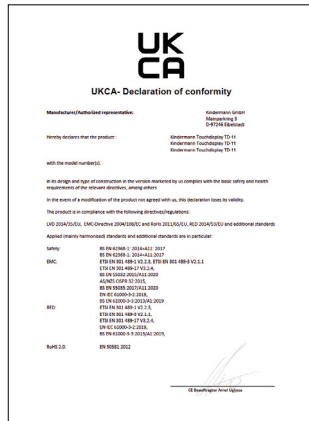 UK
CA
UKCA- Declaration of conformity
Manufacturer/Authorized representative: Kindermann GmbH
Mainparkring 3
D-97246 Eibelstadt
Hereby declares that the product: Kindermann Touchdisplay TD-11
Kindermann Touchdisplay TD-11
Kindermann Touchdisplay TD-11
with the model number(s):
in its design and type of construction in the version marketed by us complies with the basic safety and health
requirements of the relevant directives, among others
In the event of a modification of the product not agreed with us, this declaration loses its validity.
The product is in compliance with the following directives/regulations:
LVD 2014/35/EU, EMC-Directive 2004/108/EC and RoHs 2011/65/EU, RED 2014/53/EU and additional standards
Applied (mainly harmonized) standards and additional standards are in particular:
Safety: BS EN 62368-1: 2014+A11: 2017
BS EN 62368-1: 2014+A11:2017
EMC: ETSI EN 301 489-1 V2.2.3, ETSI EN 301 489-3 V2.1.1
ETSI EN 301 489-17 V3.2.4,
BS EN 55032:2015/A11:2020
AS/NZS CISPR 32:2015,
BS EN 55035:2017/A11:2020
EN IEC 61000-3-2:2018,
BS EN 61000-3-3:2013/A1:2019
RED: ETSI EN 301 489-1 V2.2.3,
ETSI EN 301 489-3 V2.1.1,
ETSI EN 301 489-17 V3.2.4,
EN IEC 61000-3-2:2018,
BS EN 61000-3-3:2013/A1:2019
RoHS 2.0: EN 50581 2012
CE Beauftragter Arnel Uglesse